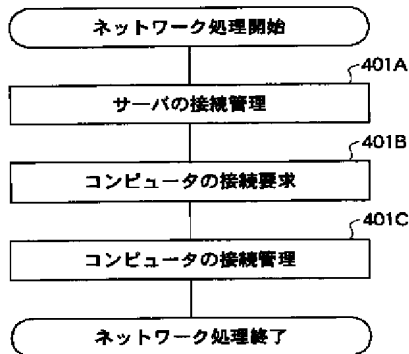 ネットワーク処理開始
401A
サーバの接続管理
401B
コンピュータの接続要求
401C
コンピュータの接続管理
ネットワーク処理終了